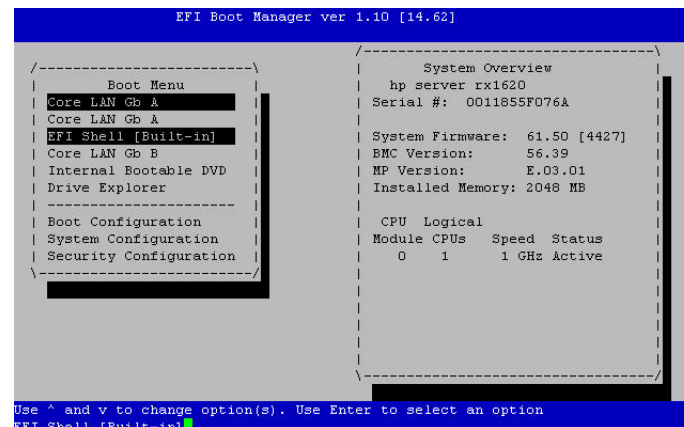 EFI Boot Manager ver 1.10 [14.62]
Boot Menu
Core LAN Gb A
Core LAN Gb A
EFI Shell [Built-in]
Core LAN Gb B
Internal Bootable DVD
Drive Explorer
Boot Configuration
System Configuration
Security Configuration
System Overview
hp server rx1620
Serial #: 0011855F076A
System Firmware: 61.50 [4427]
BMC Version: 56.39
MP Version: E.03.01
Installed Memory: 2048 MB
CPU Logical
Module CPUs Speed Status
0 1 1 GHz Active
Use ^ and v to change option(s). Use Enter to select an option
EFI Shell [Built-in]